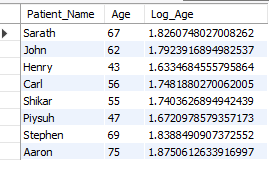 Patient_Name Age Log_Age
Sarath 67 1.8260748027008262
John 62 1.7923916894982537
Henry 43 1.6334684555795864
Carl 56 1.7481880270062005
Shikar 55 1.7403626894942439
Piysuh 47 1.6720978579357173
Stephen 69 1.8388490907372552
Aaron 75 1.8750612633916997